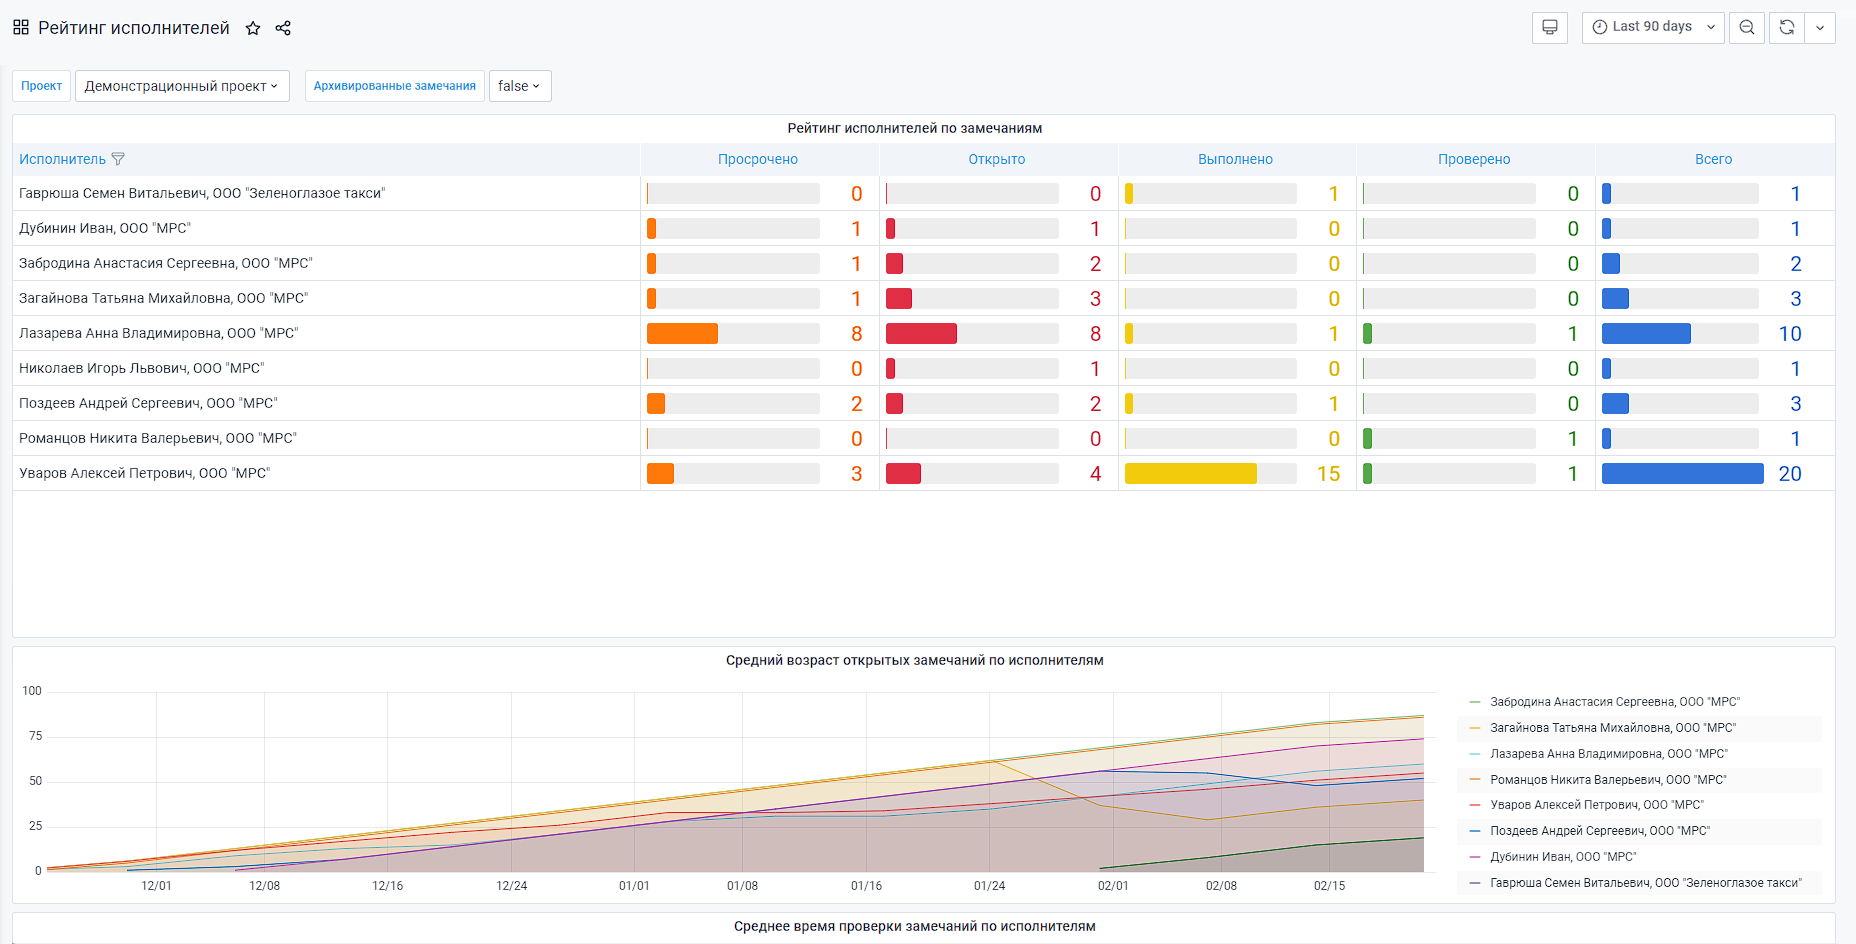 Рейтинг исполнителей
Last 90 days
Проект Демонстрационный проект Архивированные замечания false
Рейтинг исполнителей по замечаниям
Исполнитель Просрочено Открыто Выполнено Проверено Всего
Гаврюша Семен Витальевич, ООО "Зеленоглазое такси" 0 0 1 0 1
Дубинин Иван, ООО "МРС" 1 1 0 0 1
Забродина Анастасия Сергеевна, ООО "МРС" 1 2 0 0 2
Загайнова Татьяна Михайловна, ООО "МРС" 1 3 0 0 3
Лазарева Анна Владимировна, ООО "МРС" 8 8 1 1 10
Николаев Игорь Львович, ООО "МРС" 0 1 0 0 1
Поздеев Андрей Сергеевич, ООО "МРС" 2 2 1 0 3
Романцов Никита Валерьевич, ООО "МРС" 0 0 0 1 1
Уваров Алексей Петрович, ООО "МРС" 3 4 15 1 20
Средний возраст открытых замечаний по исполнителям
100
75
50
25
0
12/01 12/08 12/16 12/24 01/01 01/08 01/16 01/24 02/01 02/08 02/15
Забродина Анастасия Сергеевна, ООО "МРС"
Загайнова Татьяна Михайловна, ООО "МРС"
Лазарева Анна Владимировна, ООО "МРС"
Романцов Никита Валерьевич, ООО "МРС"
Уваров Алексей Петрович, ООО "МРС"
Поздеев Андрей Сергеевич, ООО "МРС"
Дубинин Иван, ООО "МРС"
Гаврюша Семен Витальевич, ООО "Зеленоглазое такси"
Среднее время проверки замечаний по исполнителям